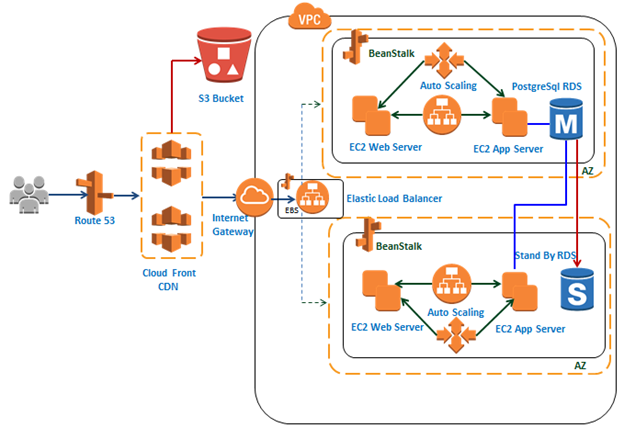 VPC
BeanStalk
Auto Scaling
PostgreSql RDS
M
EC2 Web Server
EC2 App Server
AZ
S3 Bucket
Route 53
Cloud Front
CDN
Internet
Gateway
EBS
Elastic Load Balancer
BeanStalk
Stand By RDS
S
Auto Scaling
EC2 Web Server
EC2 App Server
AZ